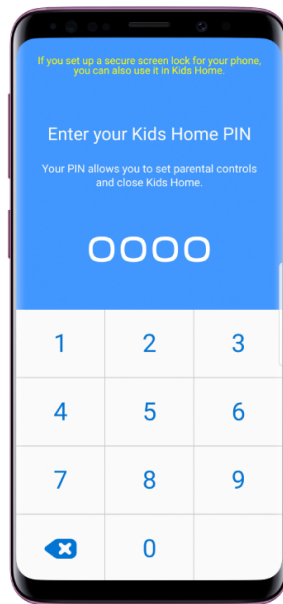 If you set up a secure screen lock for your phone,
you can also use it in Kids Home.
Enter your Kids Home PIN
Your PIN allows you to set parental controls
and close Kids Home.
1 2 3
4 5 6
7 8 9
0